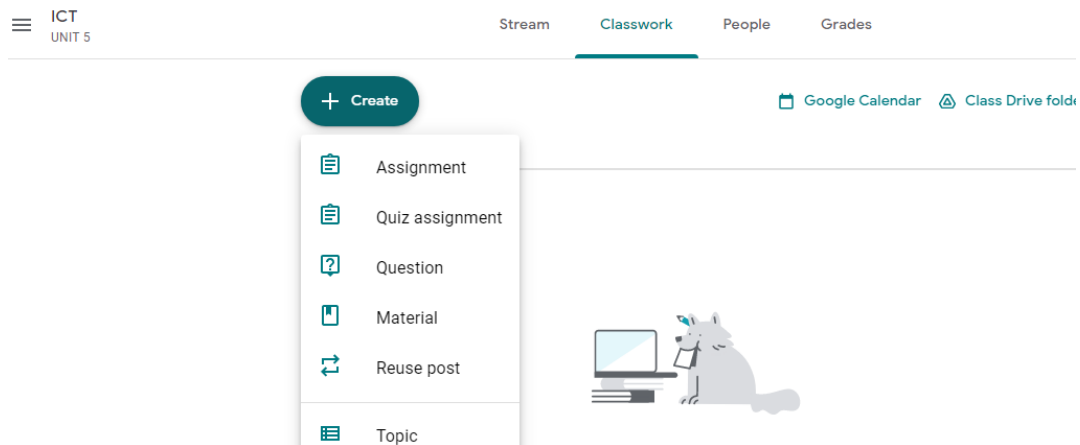 ICT
UNIT 5
Stream Classwork People Grades
Create
Google Calendar Class Drive folde
Assignment
Quiz assignment
Question
Material
Reuse post
Topic